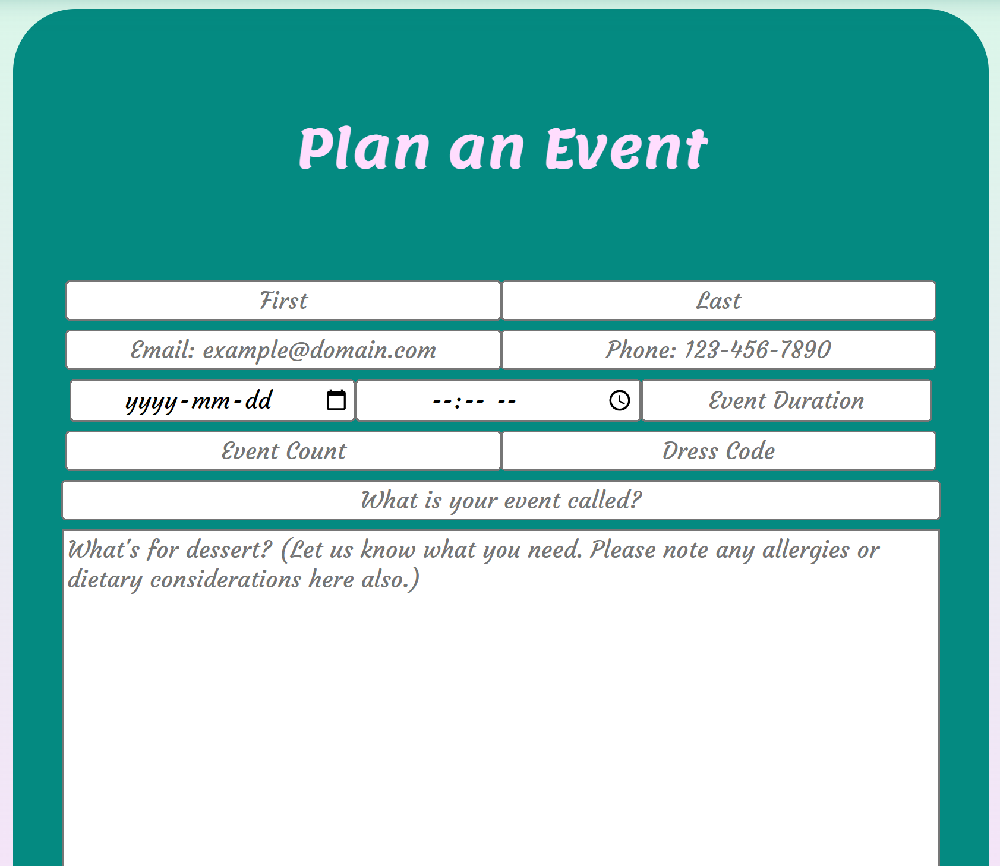 Plan an Event
First
Last
Email: example@domain.com
Phone: 123-456-7890
yyyy-mm-dd
--:-- --
Event Duration
Event Count
Dress Code
What is your event called?
What's for dessert? (Let us know what you need. Please note any allergies or
dietary considerations here also.)